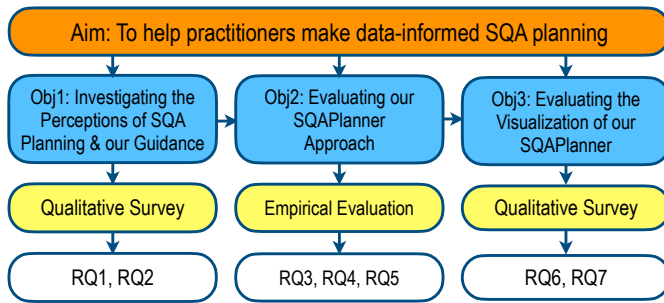 Aim: To help practitioners make data-informed SQA planning
Obj1: Investigating the
Perceptions of SQA
Planning & our Guidance
Obj2: Evaluating our
SQAPlanner
Approach
Obj3: Evaluating the
Visualization of our
SQAPlanner
Qualitative Survey
Empirical Evaluation
Qualitative Survey
RQ1, RQ2
RQ3, RQ4, RQ5
RQ6, RQ7